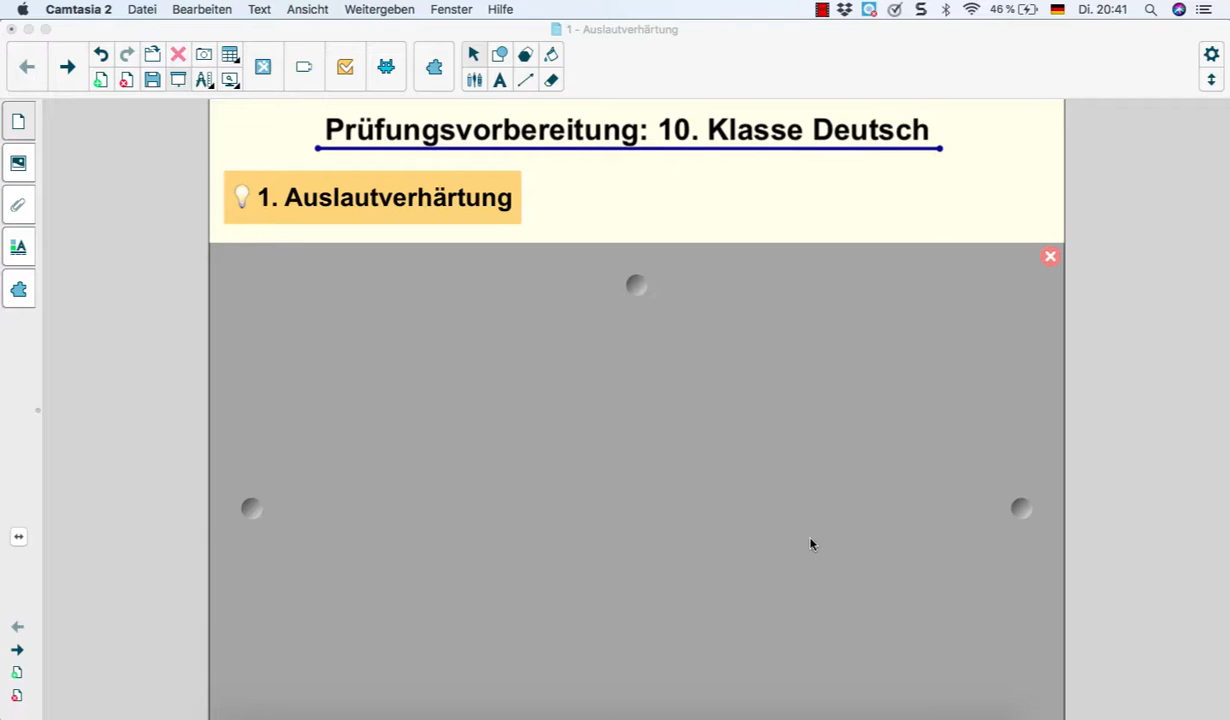 Camtasia 2 Datei Bearbeiten Text Ansicht Weitergeben Fenster Hilfe 46 % Di. 20:41
1 - Auslautverhärtung
Prüfungsvorbereitung: 10. Klasse Deutsch
1. Auslautverhärtung